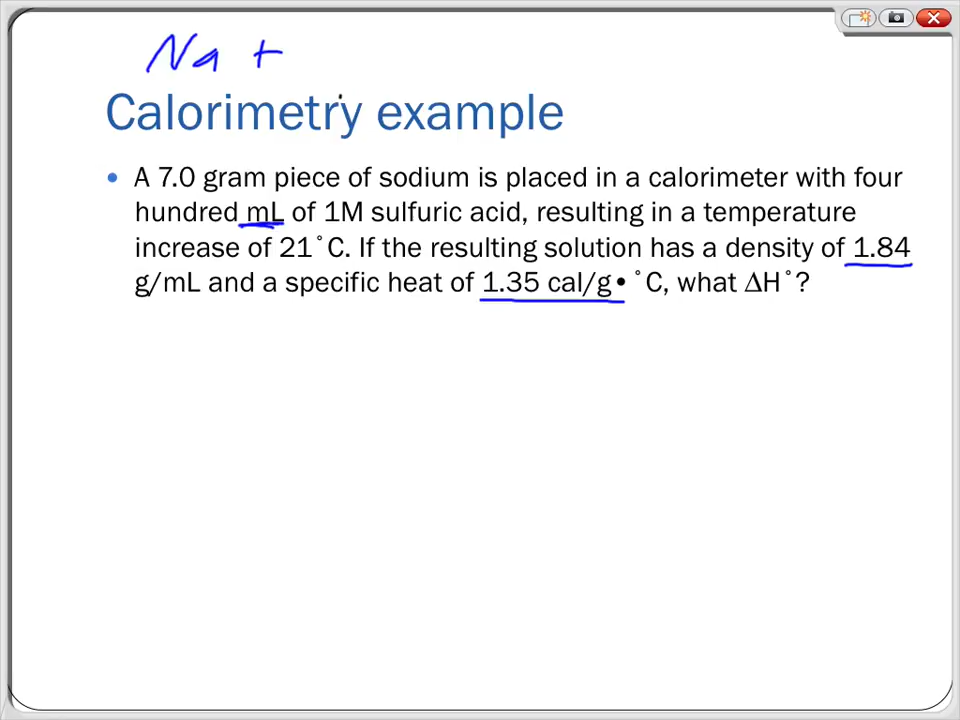 Na +
Calorimetry example
• A 7.0 gram piece of sodium is placed in a calorimeter with four
hundred mL of 1M sulfuric acid, resulting in a temperature
increase of 21˚C. If the resulting solution has a density of 1.84
g/mL and a specific heat of 1.35 cal/g•˚C, what ∆H˚?